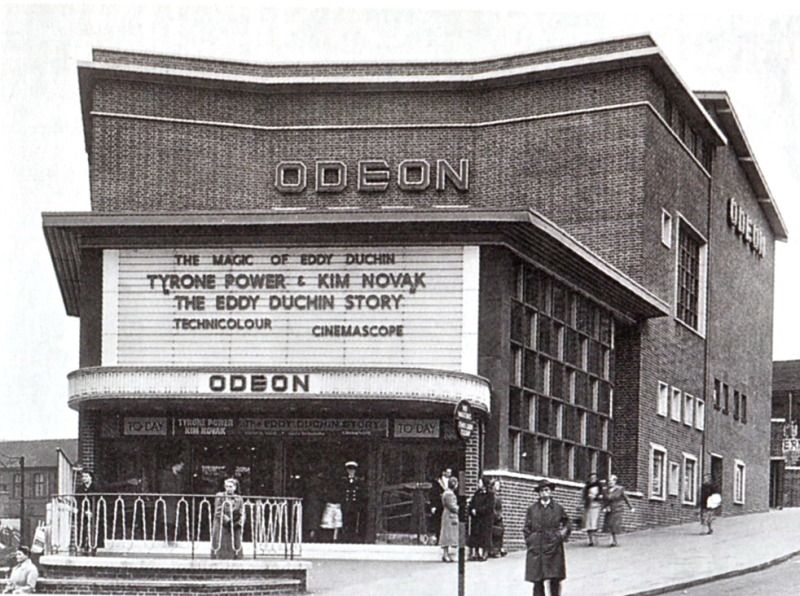 ODEON
ODEON
THE MAGIC OF EDDY DUCHIN
TYRONE POWER & KIM NOVAK
"THE EDDY DUCHIN STORY"
TECHNICOLOUR CINEMASCOPE
ODEON
TO-DAY
TYRONE POWER
KIM NOVAK
THE EDDY DUCHIN STORY
TO-DAY